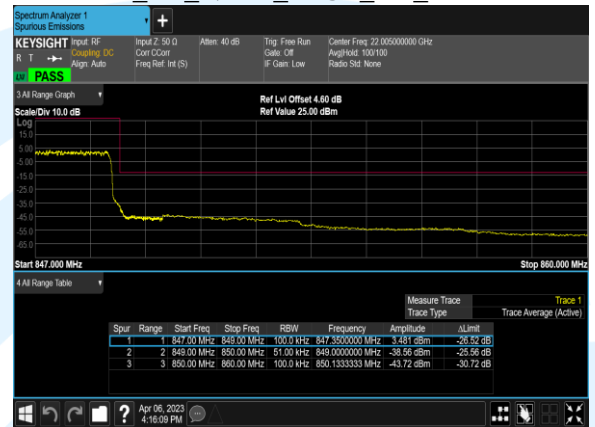 Spectrum Analyzer 1
Spurious Emissions
+
KEYSIGHT Input: RF Input Z: 50 Ω Atten: 40 dB Trig: Free Run Center Freq: 22.005000000 GHz
R T Coupling: DC Corr CCorr Gate: Off Avg|Hold: 100/100
Align: Auto Freq Ref: Int (S) IF Gain: Low Radio Std: None
LV PASS
3 All Range Graph
Ref Lvl Offset 4.60 dB
Scale/Div 10.0 dB Ref Value 25.00 dBm
Log
15.0
5.00
-5.00
-15.0
-25.0
-35.0
-45.0
-55.0
-65.0
Start 847.000 MHz Stop 860.000 MHz
4 All Range Table
Measure Trace Trace 1
Trace Type Trace Average (Active)
Spur Range Start Freq Stop Freq RBW Frequency Amplitude ΔLimit
1 1 847.00 MHz 849.00 MHz 100.0 kHz 847.3500000 MHz 3.481 dBm -26.52 dB
2 2 849.00 MHz 850.00 MHz 51.00 kHz 849.0000000 MHz -38.56 dBm -25.56 dB
3 3 850.00 MHz 860.00 MHz 100.0 kHz 850.1333333 MHz -43.72 dBm -30.72 dB
? Apr 06, 2023
4:16:09 PM